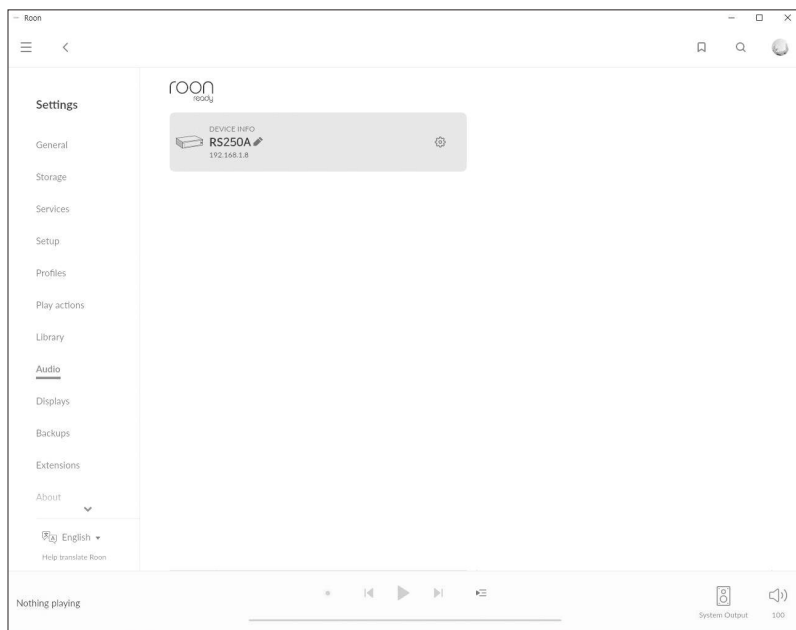 Roon
Settings
General
Storage
Services
Setup
Profiles
Play actions
Library
Audio
Displays
Backups
Extensions
About
English
Help translate Roon
roon
ready
DEVICE INFO
RS250A
192.168.1.8
Nothing playing
System Output
100